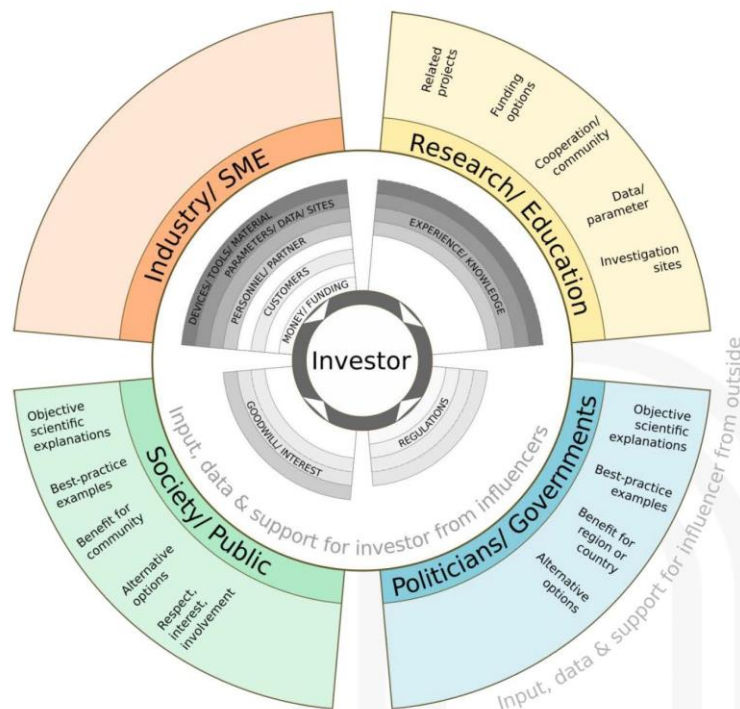 Industry/ SME
Research/ Education
Related
projects
Funding
options
Cooperation/
community
Data/
parameter
Investigation
sites
DEVICES/ TOOLS/ MATERIAL
PARAMETERS/ DATA/ SITES
PERSONNEL/ PARTNER
CUSTOMERS
MONEY/ FUNDING
EXPERIENCE/ KNOWLEDGE
Investor
GOODWILL/ INTEREST
REGULATIONS
Input, data & support for investor from influencers
Society/ Public
Objective
scientific
explanations
Best-practice
examples
Benefit for
community
Alternative
options
Respect,
interest,
involvement
Politicians/ Governments
Objective
scientific
explanations
Best-practice
examples
Benefit for
region or
country
Alternative
options
Input, data & support for influencer from outside